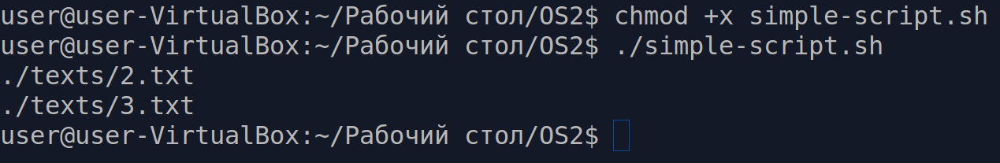 user@user-VirtualBox:~/Рабочий стол/OS2$ chmod +x simple-script.sh
user@user-VirtualBox:~/Рабочий стол/OS2$ ./simple-script.sh
./texts/2.txt
./texts/3.txt
user@user-VirtualBox:~/Рабочий стол/OS2$